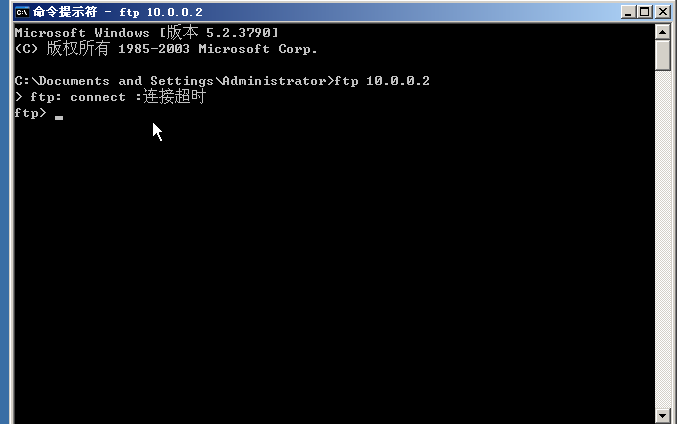 命令提示符 - ftp 10.0.0.2
Microsoft Windows [版本 5.2.3790]
(C) 版权所有 1985-2003 Microsoft Corp.
C:\Documents and Settings\Administrator>ftp 10.0.0.2
> ftp: connect :连接超时
ftp>